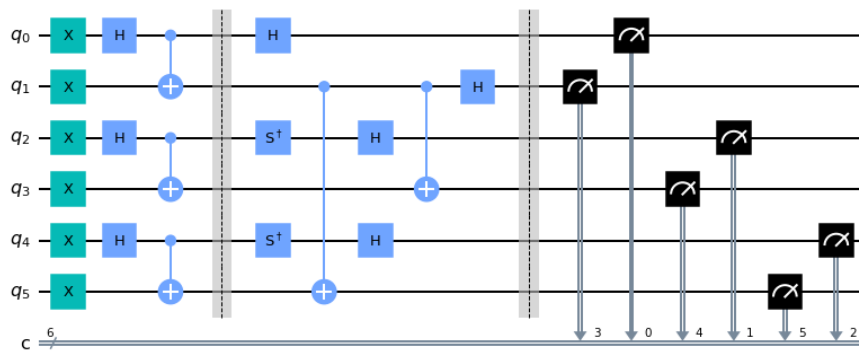 q0 X H H
q1 X H
q2 X H S† H
q3 X
q4 X H S† H
q5 X
c 6 3 0 4 1 5 2